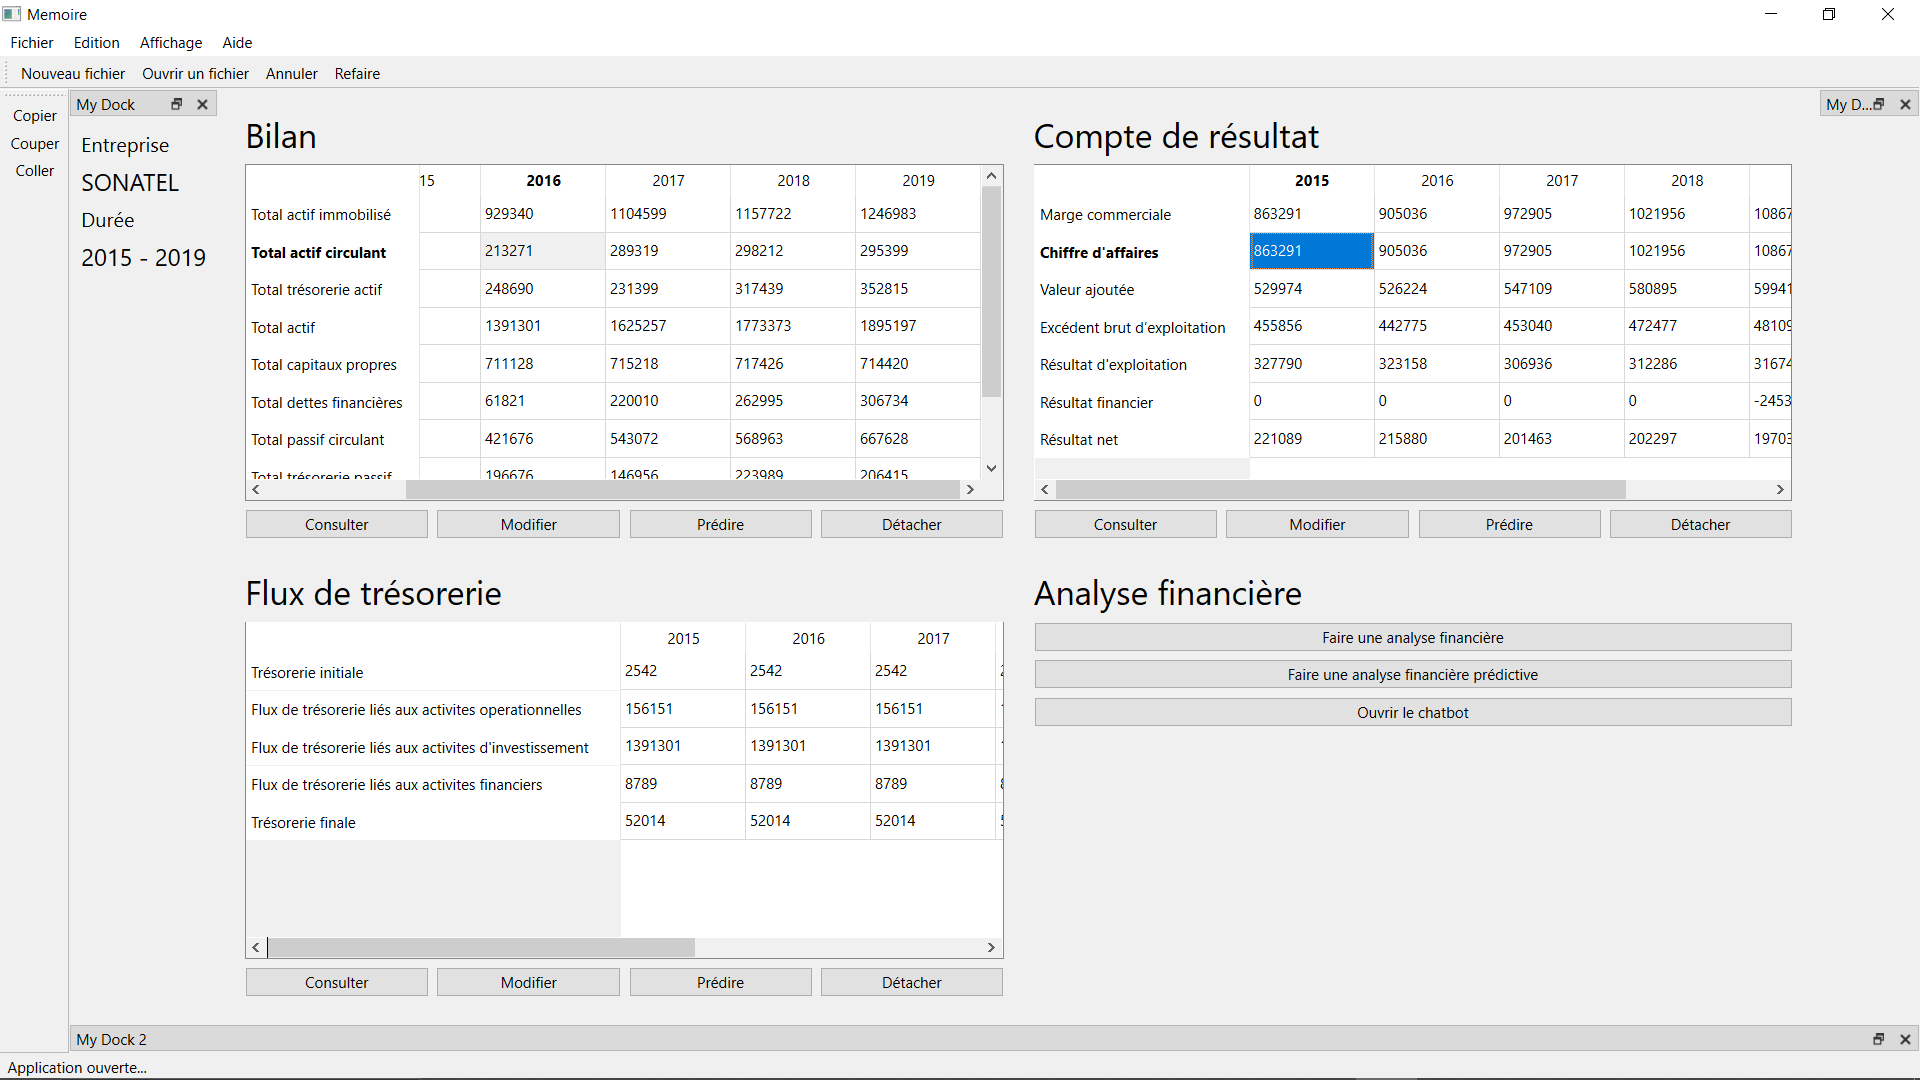 Memoire
Fichier Edition Affichage Aide
Nouveau fichier Ouvrir un fichier Annuler Refaire
Copier
Couper
Coller
My Dock
Entreprise
SONATEL
Durée
2015 - 2019
Bilan
15 2016 2017 2018 2019
Total actif immobilisé 929340 1104599 1157722 1246983
Total actif circulant 213271 289319 298212 295399
Total trésorerie actif 248690 231399 317439 352815
Total actif 1391301 1625257 1773373 1895197
Total capitaux propres 711128 715218 717426 714420
Total dettes financières 61821 220010 262995 306734
Total passif circulant 421676 543072 568963 667628
Total trésorerie passif 196676 146956 223989 206415
Consulter Modifier Prédire Détacher
Compte de résultat
2015 2016 2017 2018
Marge commerciale 863291 905036 972905 1021956 10867
Chiffre d'affaires 863291 905036 972905 1021956 10867
Valeur ajoutée 529974 526224 547109 580895 59941
Excédent brut d'exploitation 455856 442775 453040 472477 48109
Résultat d'exploitation 327790 323158 306936 312286 31674
Résultat financier 0 0 0 0 -2453
Résultat net 221089 215880 201463 202297 19703
Consulter Modifier Prédire Détacher
Flux de trésorerie
2015 2016 2017
Trésorerie initiale 2542 2542 2542
Flux de trésorerie liés aux activites operationnelles 156151 156151 156151
Flux de trésorerie liés aux activites d'investissement 1391301 1391301 1391301
Flux de trésorerie liés aux activites financiers 8789 8789 8789
Trésorerie finale 52014 52014 52014
Consulter Modifier Prédire Détacher
Analyse financière
Faire une analyse financière
Faire une analyse financière prédictive
Ouvrir le chatbot
My D...
My Dock 2
Application ouverte...